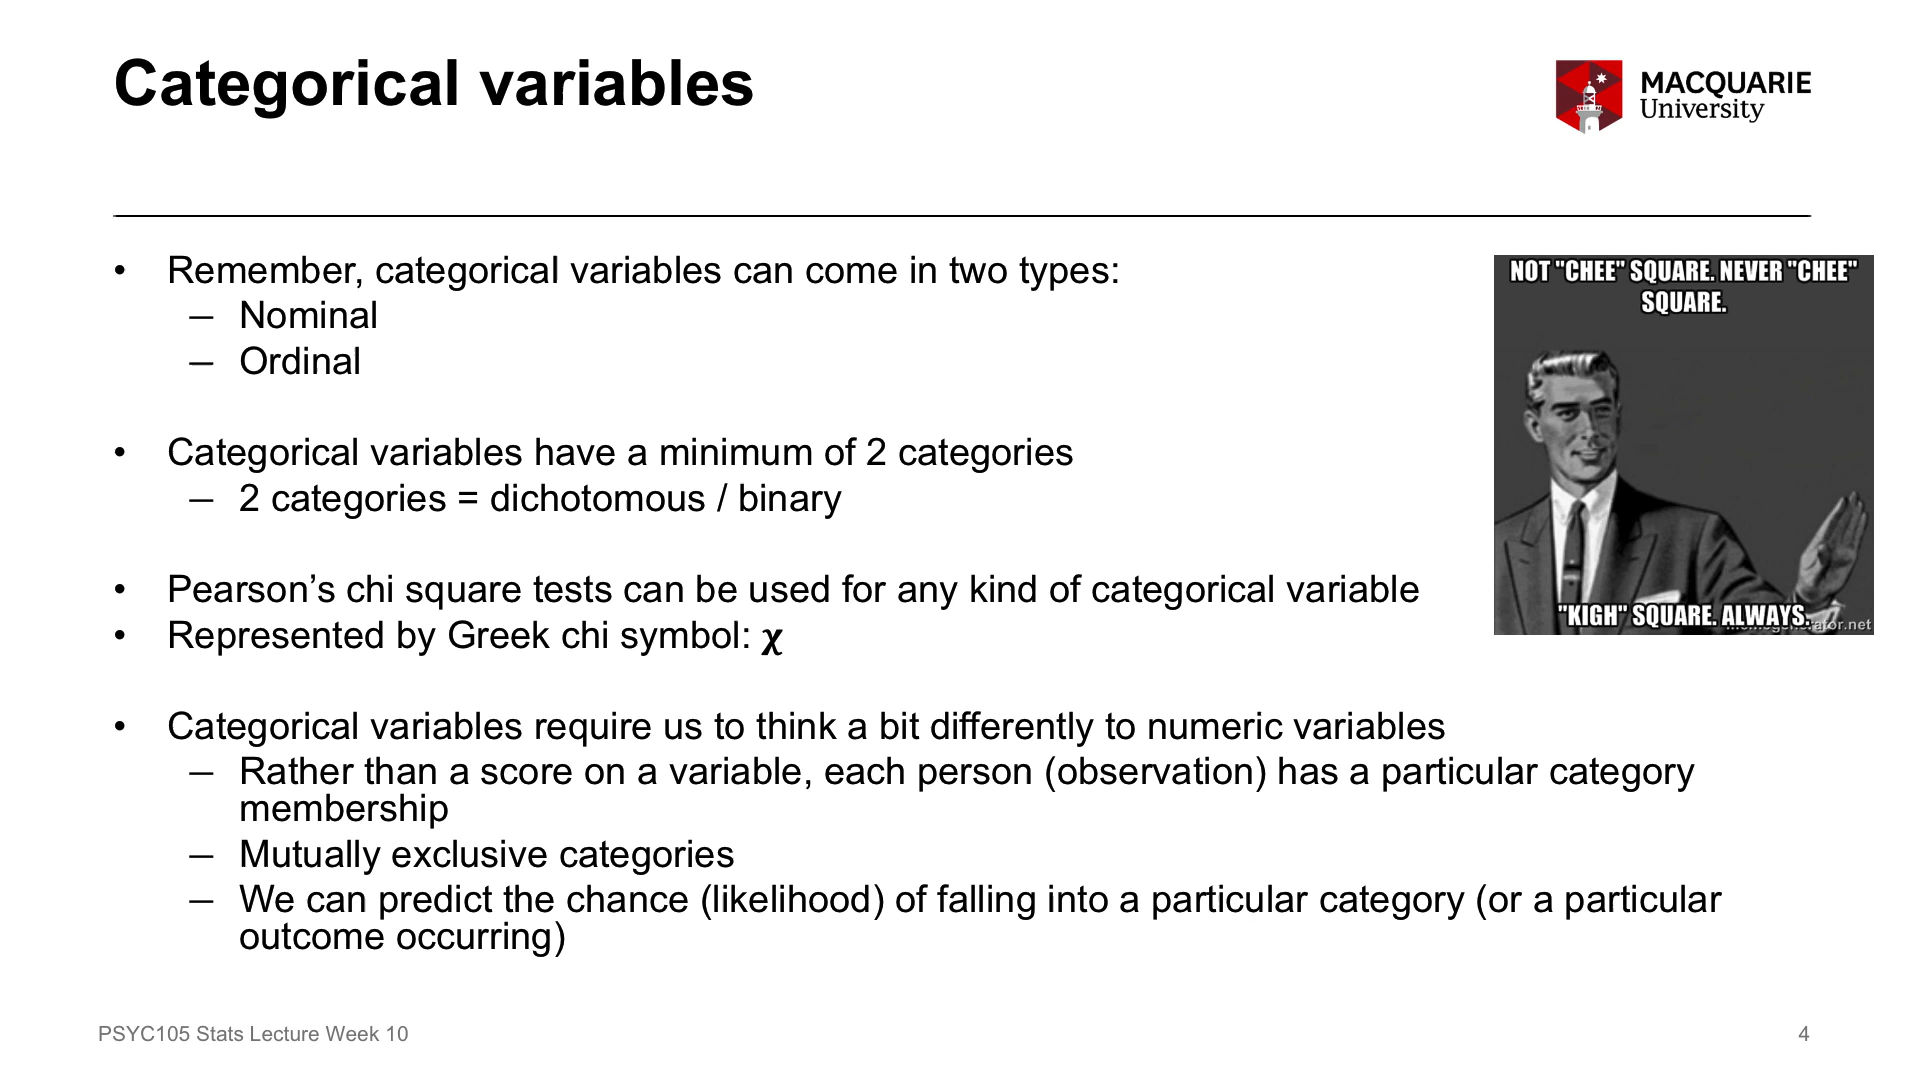 Categorical variables
MACQUARIE
University
• Remember, categorical variables can come in two types:
– Nominal
– Ordinal
• Categorical variables have a minimum of 2 categories
– 2 categories = dichotomous / binary
• Pearson’s chi square tests can be used for any kind of categorical variable
• Represented by Greek chi symbol: χ
• Categorical variables require us to think a bit differently to numeric variables
– Rather than a score on a variable, each person (observation) has a particular category
membership
– Mutually exclusive categories
– We can predict the chance (likelihood) of falling into a particular category (or a particular
outcome occurring)
NOT "CHEE" SQUARE. NEVER "CHEE"
SQUARE.
"KIGH" SQUARE. ALWAYS.
PSYC105 Stats Lecture Week 10
4